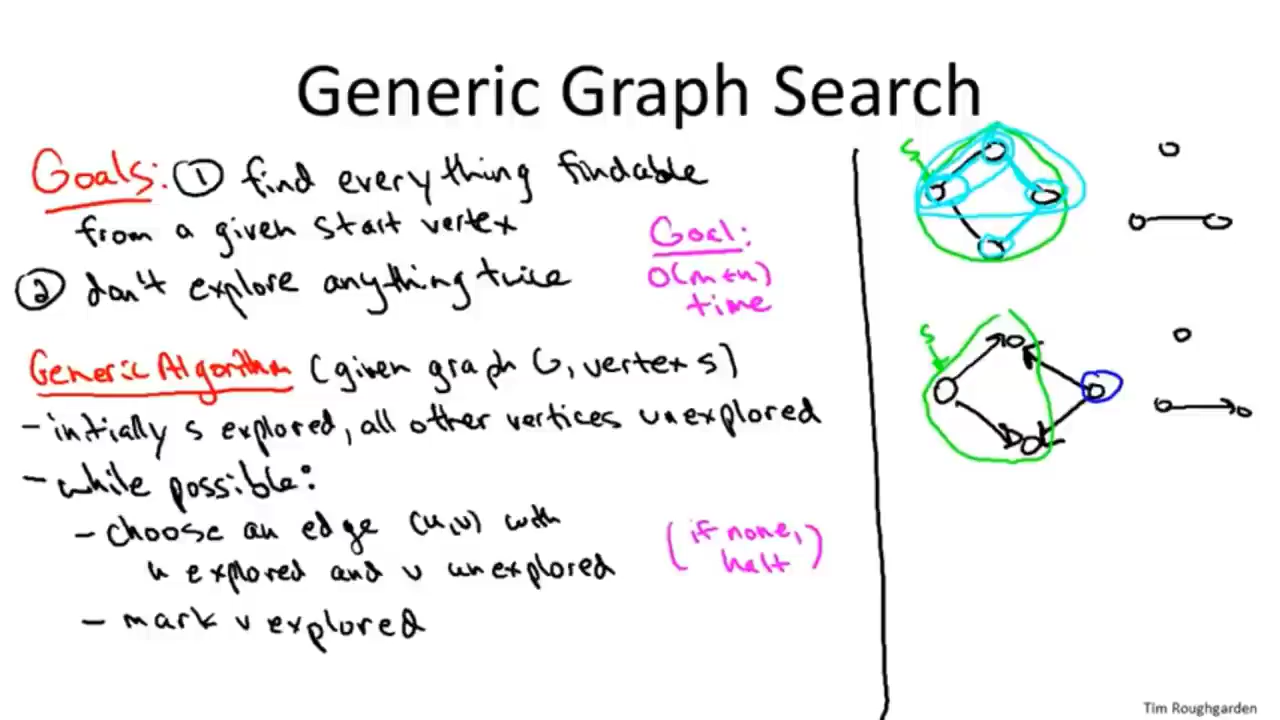 Generic Graph Search
Goals: ① find everything findable
from a given start vertex
② don't explore anything twice
Goal:
O(m+n)
time
Generic Algorithm (given graph G, vertex s)
- initially s explored, all other vertices unexplored
- while possible:
- choose an edge (u,v) with
u explored and v unexplored
(if none,
halt)
- mark v explored
S
S
Tim Roughgarden